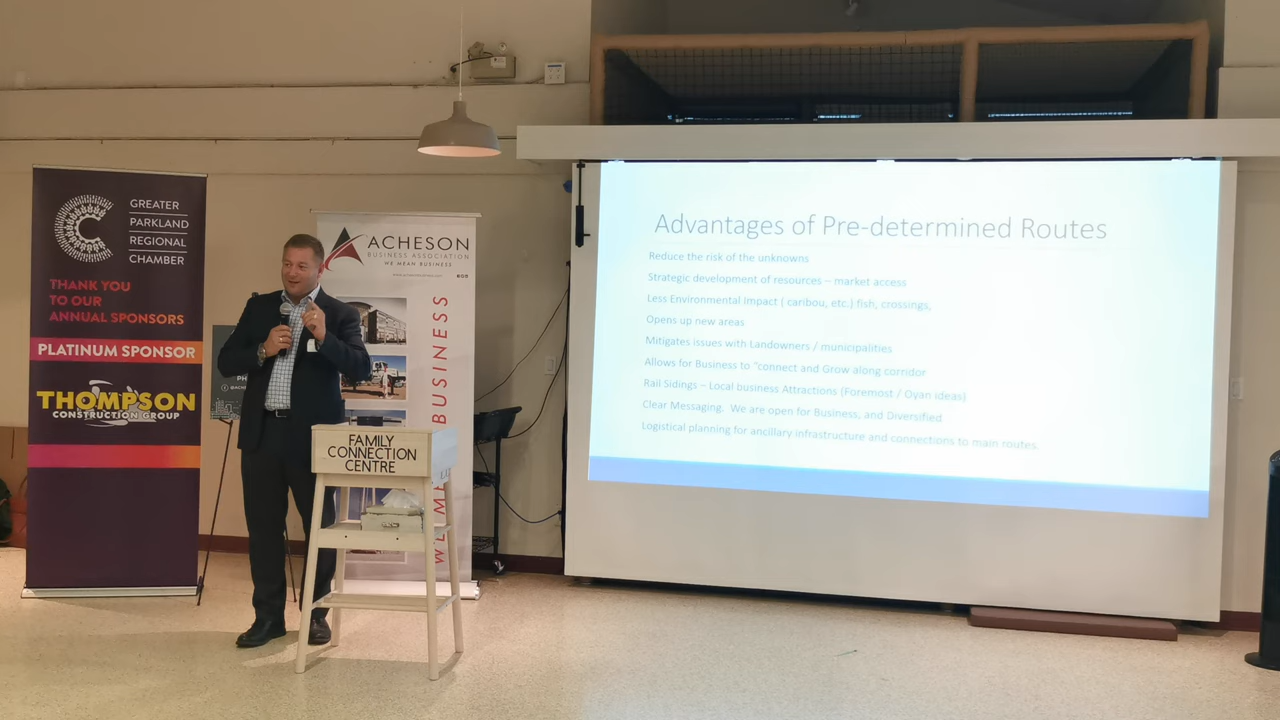 GREATER
PARKLAND
REGIONAL
CHAMBER
THANK YOU
TO OUR
ANNUAL SPONSORS
PLATINUM SPONSOR
THOMPSON
CONSTRUCTION GROUP
PH
ACHESON
BUSINESS ASSOCIATION
WE MEAN BUSINESS
BUSINESS
FAMILY
CONNECTION
CENTRE
Advantages of Pre-determined Routes
Reduce the risk of the unknowns
Strategic development of resources – market access
Less Environmental Impact ( caribou, etc.) fish, crossings,
Opens up new areas
Mitigates issues with Landowners / municipalities
Allows for Business to "connect and Grow along corridor
Rail Sidings – Local business Attractions (Foremost / Oyan ideas)
Clear Messaging. We are open for Business, and Diversified
Logistical planning for ancillary infrastructure and connections to main routes.